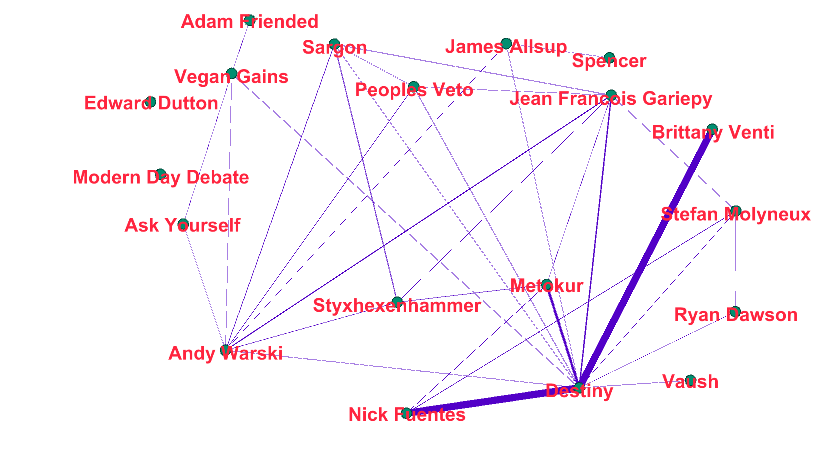 Adam Friended
Sargon
James Allsup
Spencer
Vegan Gains
Peoples Veto
Jean Francois Gariepy
Edward Dutton
Brittany Venti
Modern Day Debate
Stefan Molyneux
Ask Yourself
Metokur
Styxhexenhammer
Ryan Dawson
Andy Warski
Vaush
Destiny
Nick Fuentes